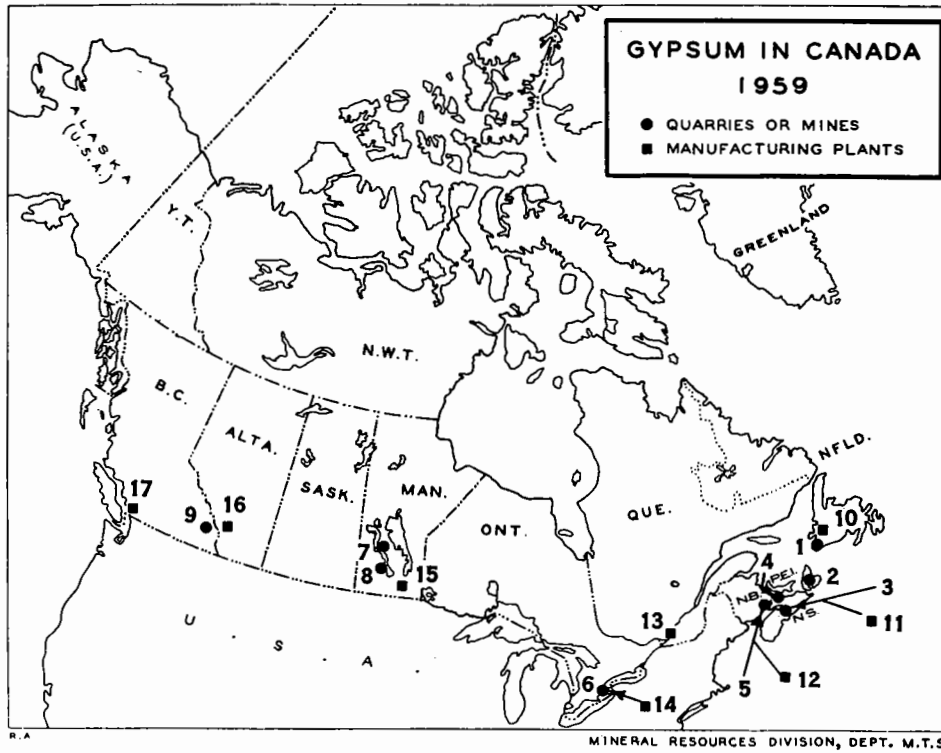 GYPSUM IN CANADA
1959
● QUARRIES OR MINES
■ MANUFACTURING PLANTS
ALASKA
(U.S.A.)
Y.T.
GREENLAND
N.W.T.
B.C.
ALTA.
SASK.
MAN.
ONT.
QUE.
NFLD.
17
9
16
7
8
15
10
1
4
P.E.I.
2
3
N.B.
N.S.
11
13
5
12
6
14
U. S. A.
R.A
MINERAL RESOURCES DIVISION, DEPT. M.T.S